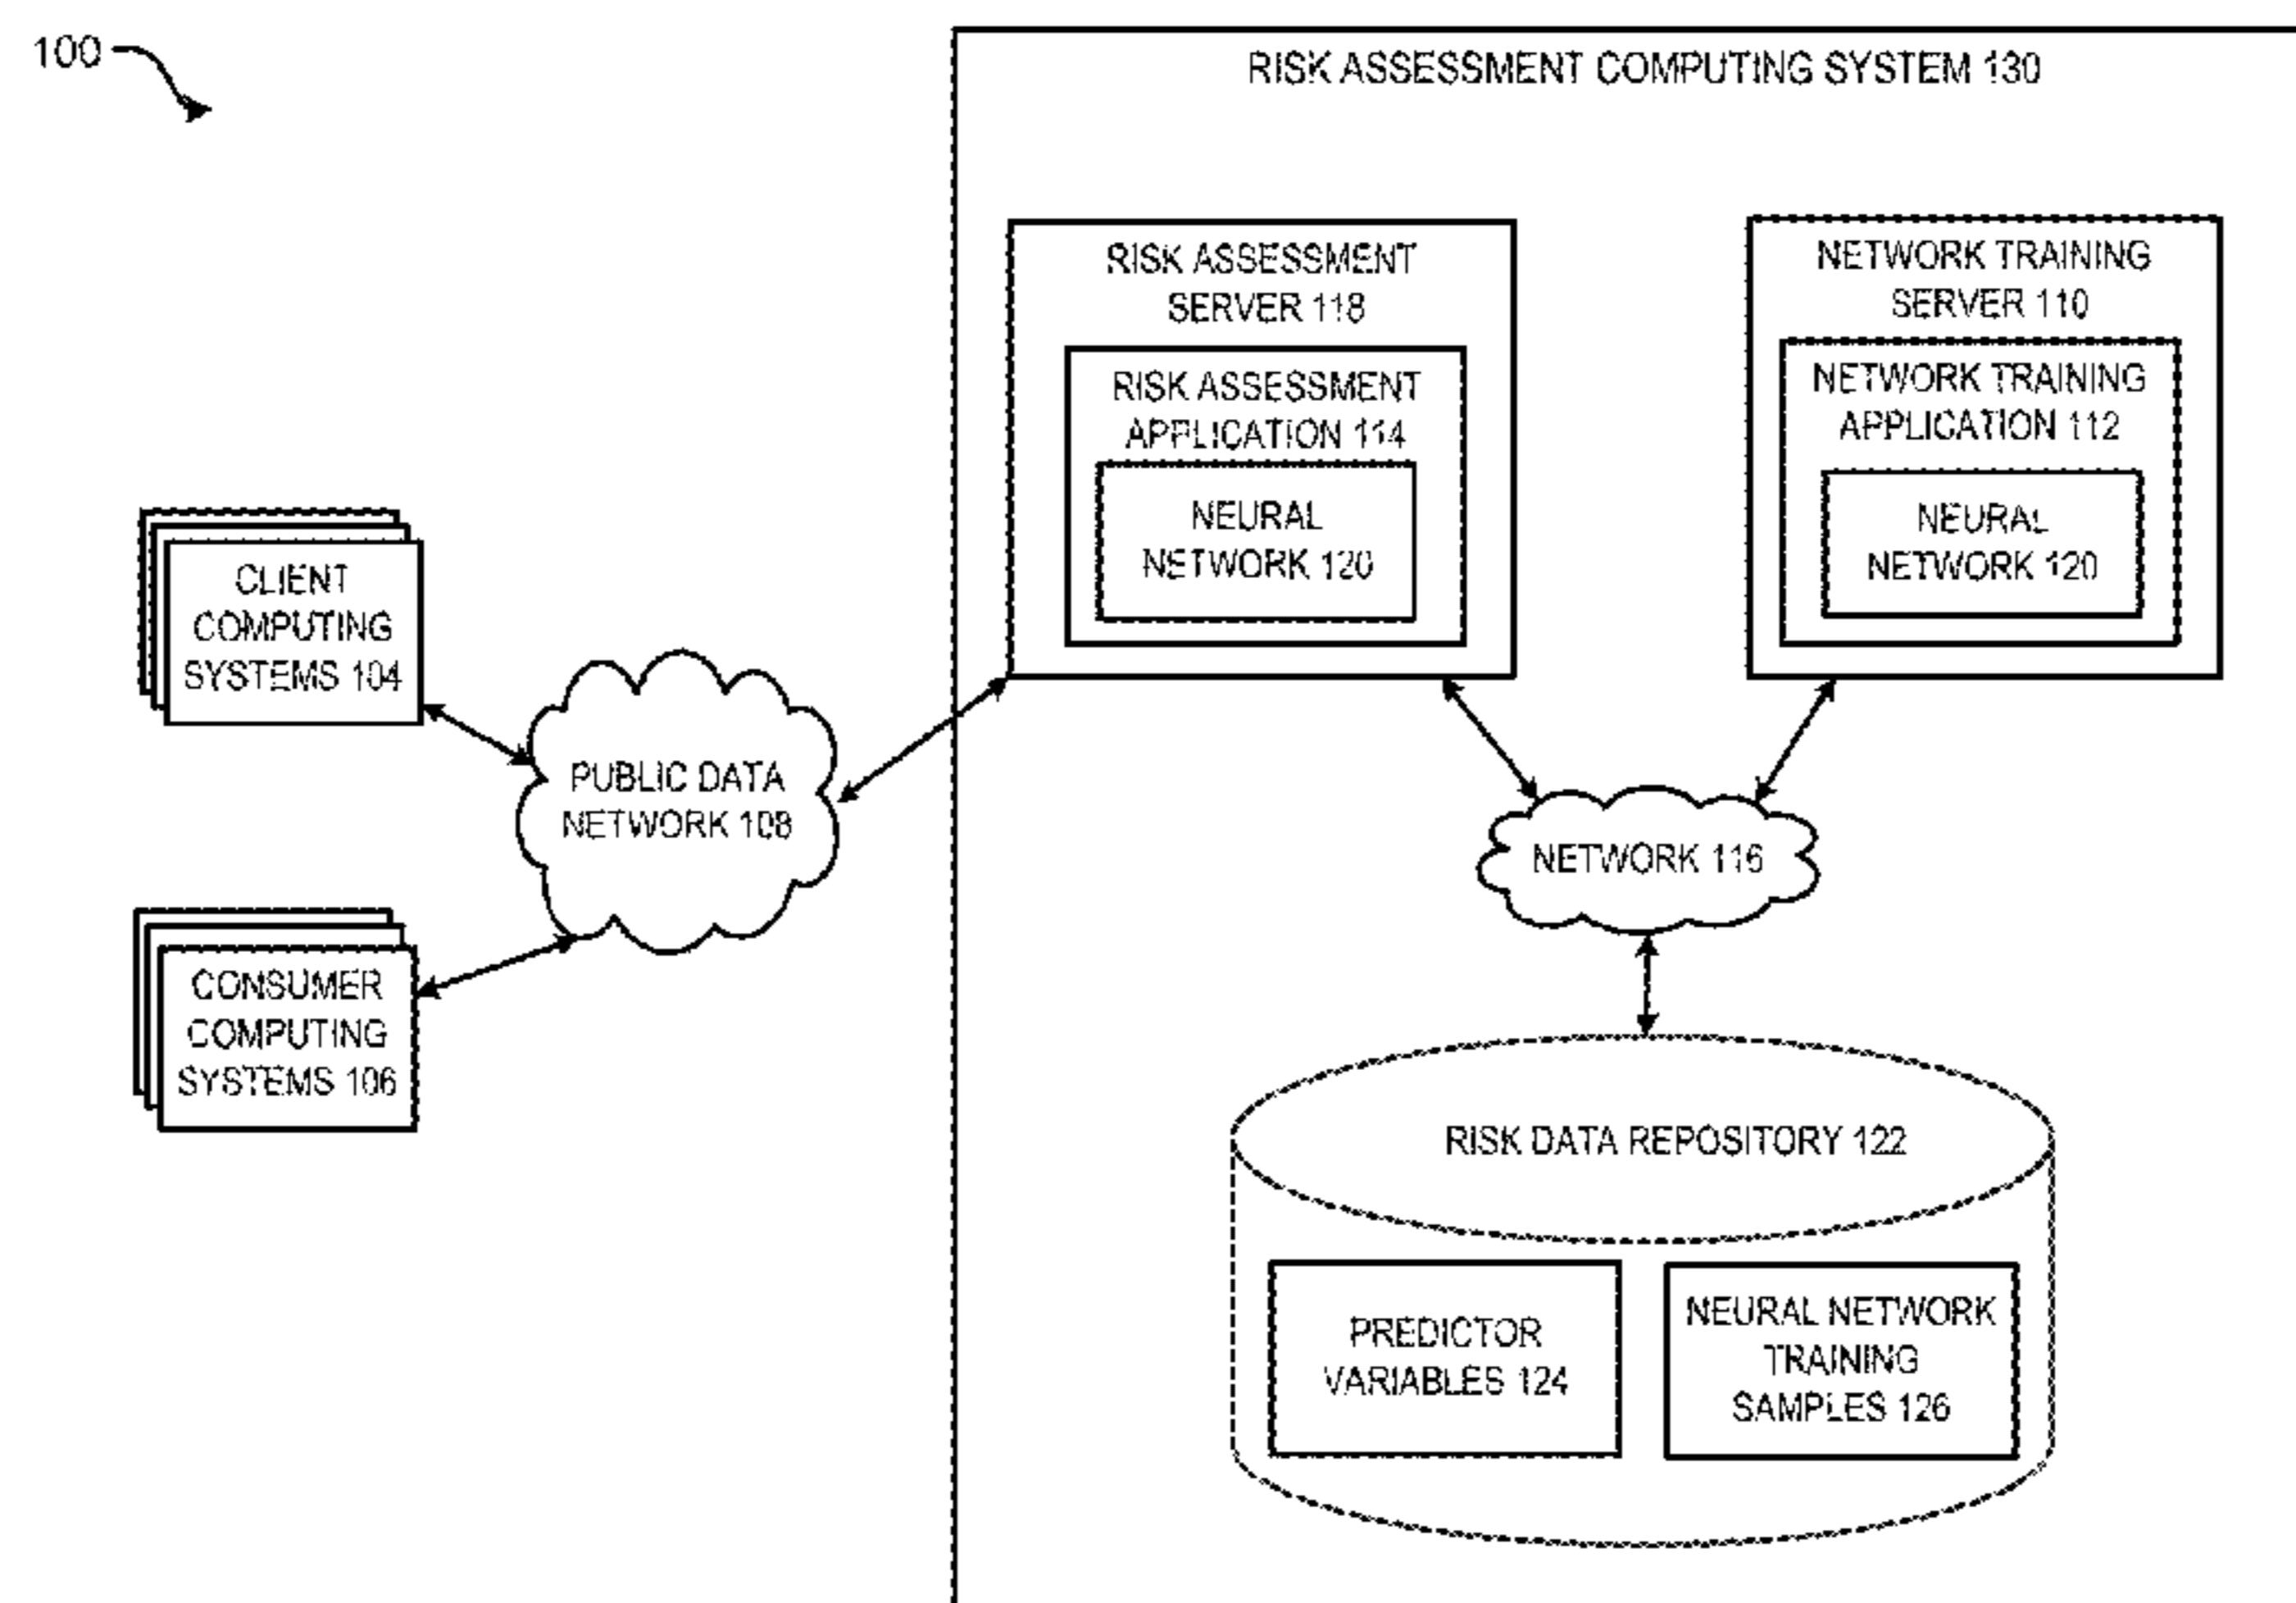 100
RISK ASSESSMENT COMPUTING SYSTEM 130
RISK ASSESSMENT
SERVER 118
RISK ASSESSMENT
APPLICATION 114
NEURAL
NETWORK 120
NETWORK TRAINING
SERVER 110
NETWORK TRAINING
APPLICATION 112
NEURAL
NETWORK 120
CLIENT
COMPUTING
SYSTEMS 104
PUBLIC DATA
NETWORK 108
NETWORK 116
CONSUMER
COMPUTING
SYSTEMS 106
RISK DATA REPOSITORY 122
PREDICTOR
VARIABLES 124
NEURAL NETWORK
TRAINING
SAMPLES 126